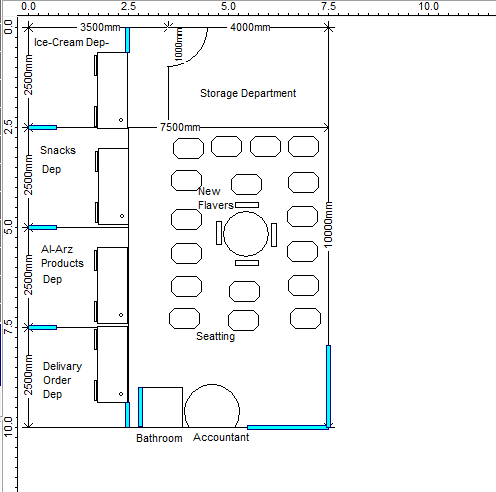 0.0 2.5 5.0 7.5 10.0
0.0
3500mm 4000mm
Ice-Cream Dep-
1000mm
2500mm
Storage Department
2.5
7500mm
Snacks
Dep
2500mm
New
Flavers
10000mm
5.0
Al-Arz
Products
Dep
2500mm
7.5
Seatting
Delivary
Order
Dep
2500mm
10.0
Bathroom Accountant